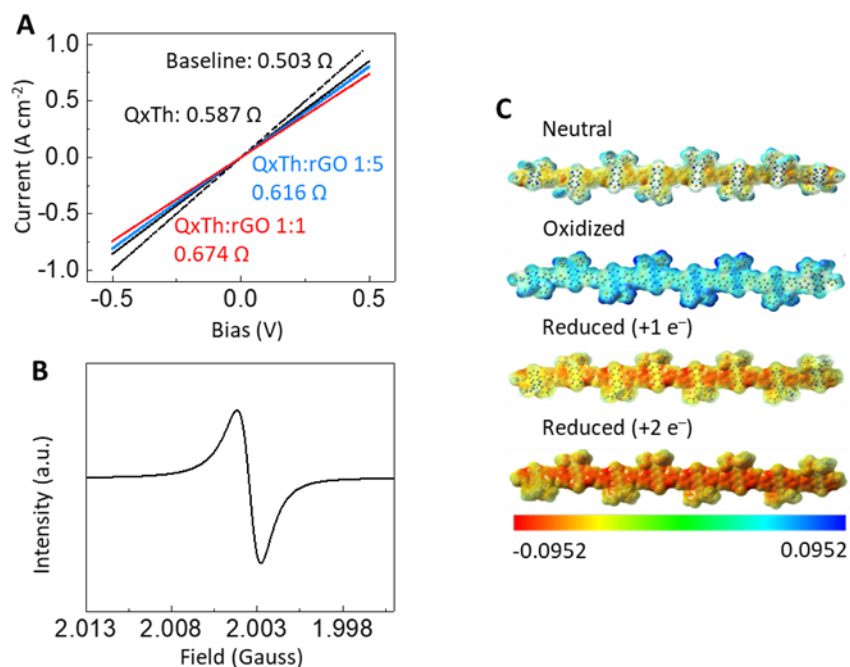 A
Baseline: 0.503 Ω
QxTh: 0.587 Ω
QxTh:rGO 1:5
0.616 Ω
QxTh:rGO 1:1
0.674 Ω
Current (A cm⁻²)
1.0
0.5
0.0
-0.5
-1.0
-0.5
0.0
0.5
Bias (V)
B
Intensity (a.u.)
2.013
2.008
2.003
1.998
Field (Gauss)
C
Neutral
Oxidized
Reduced (+1 e⁻)
Reduced (+2 e⁻)
-0.0952
0.0952